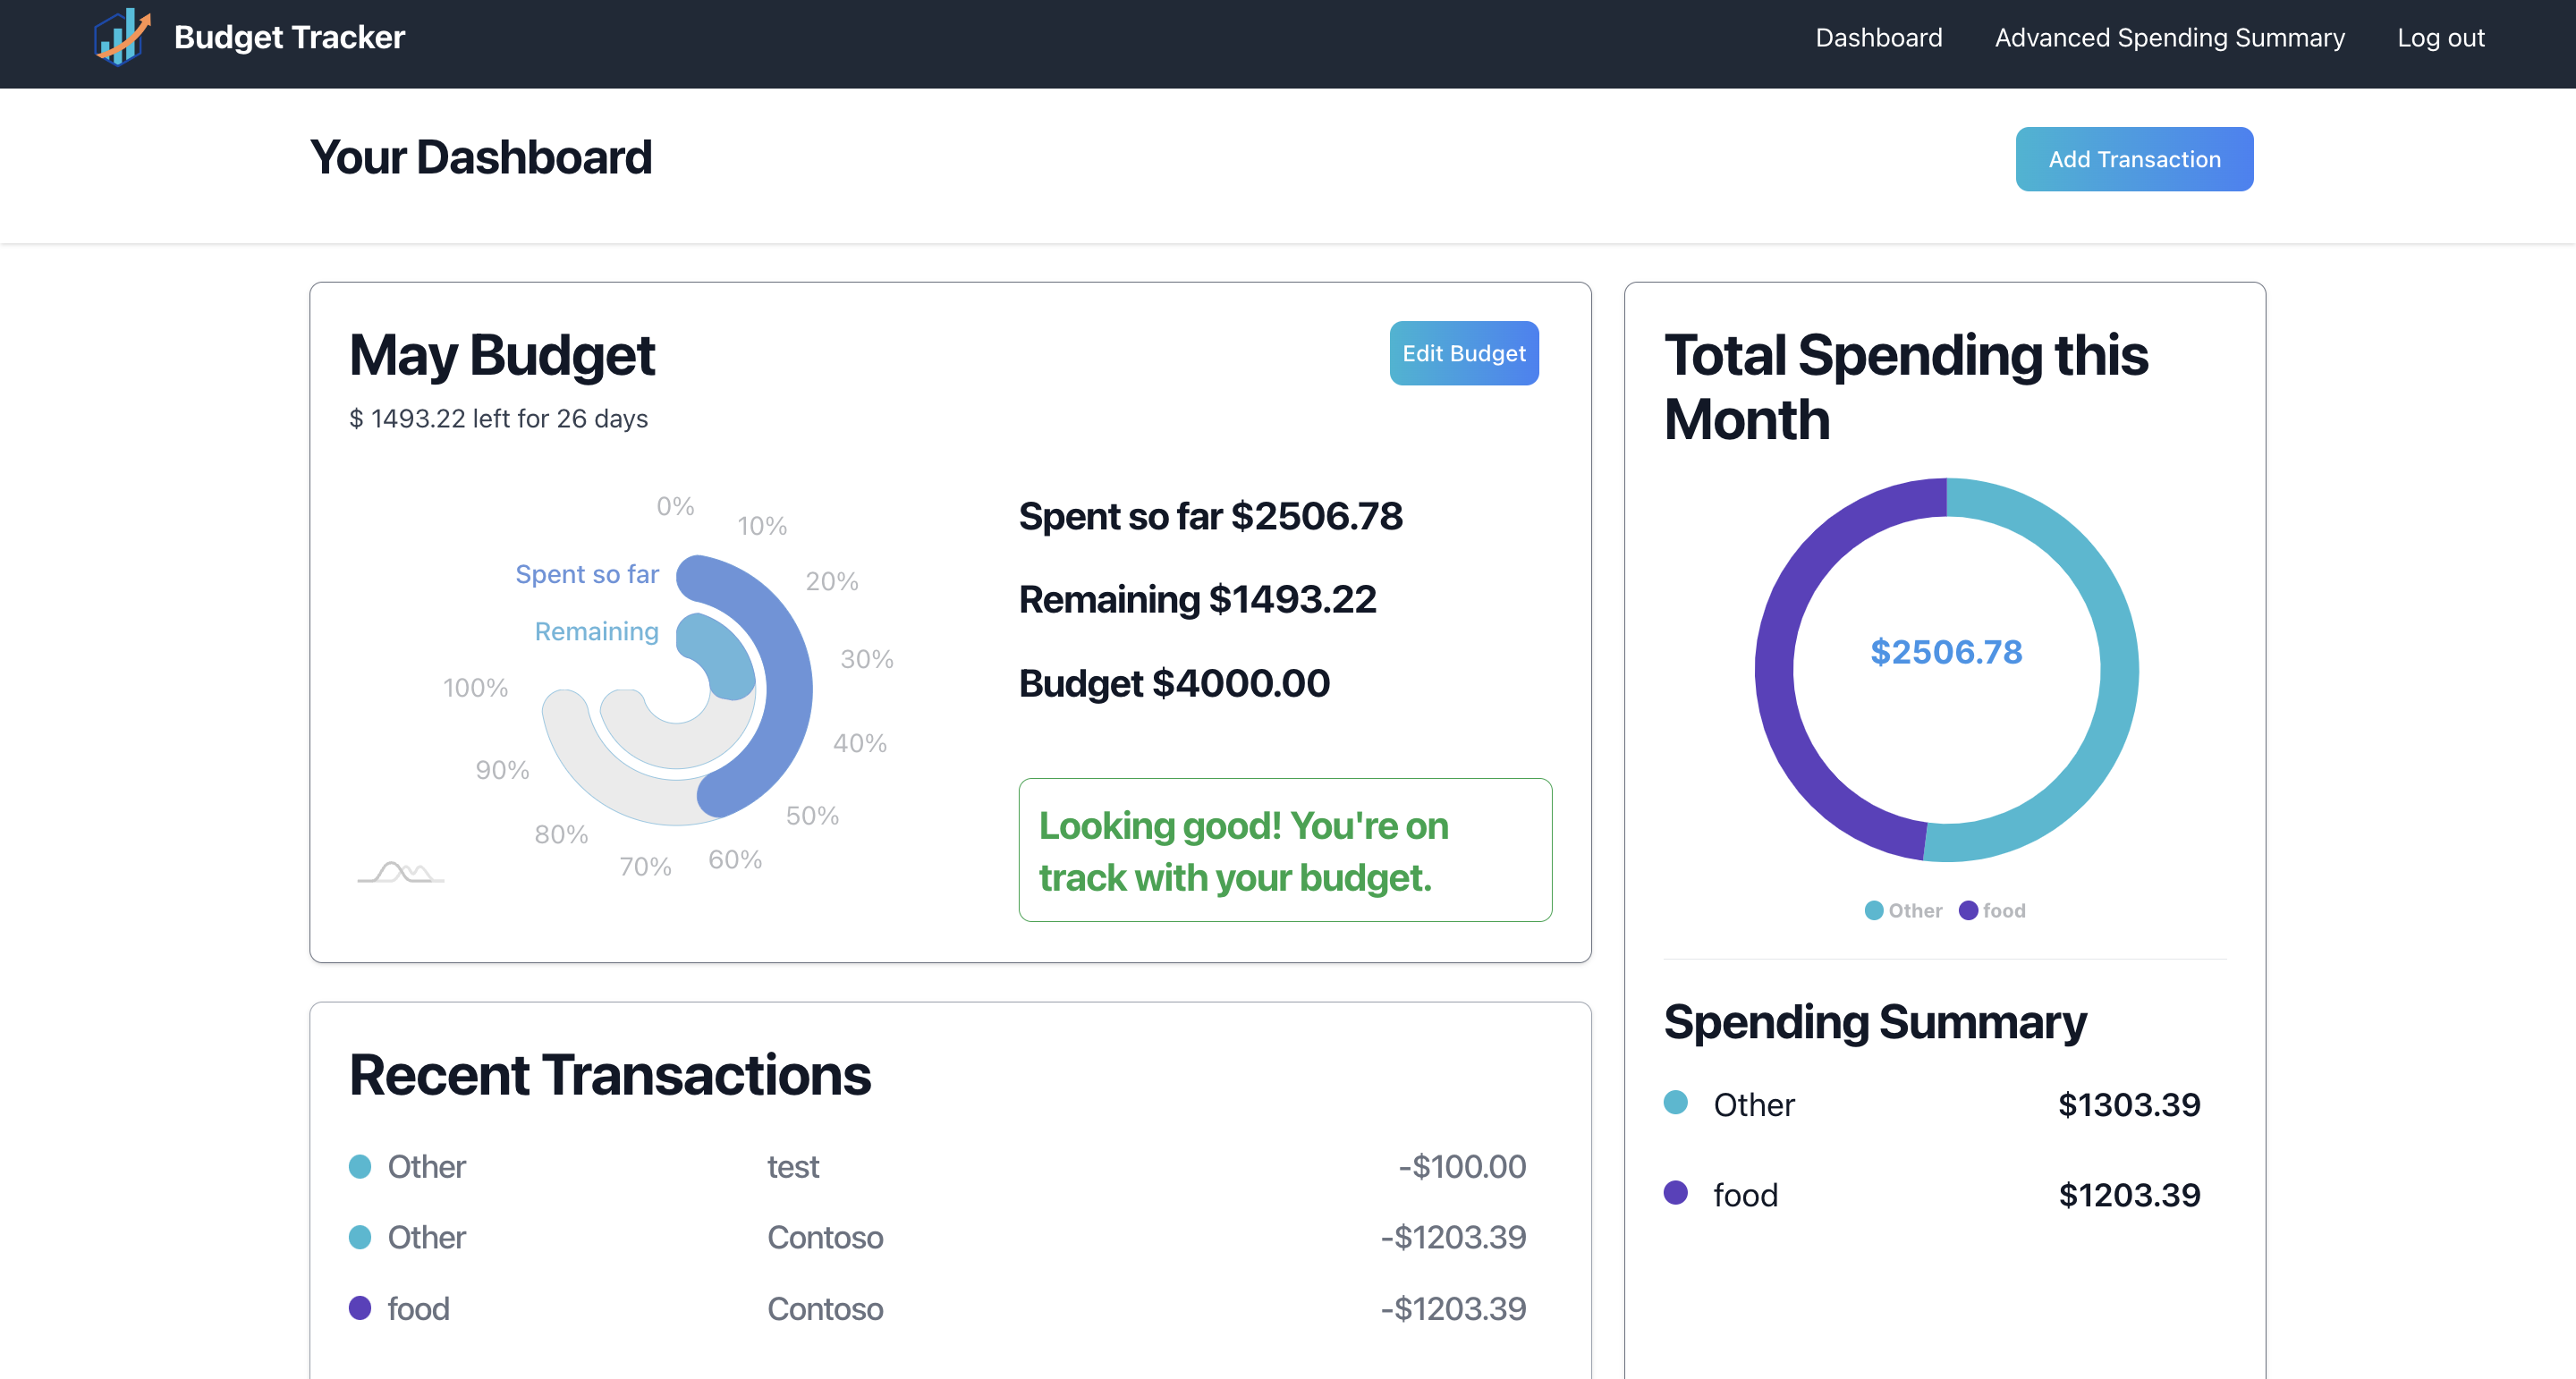 Budget Tracker
Dashboard
Advanced Spending Summary
Log out
Your Dashboard
Add Transaction
May Budget
Edit Budget
$ 1493.22 left for 26 days
0%
10%
20%
30%
40%
50%
60%
70%
80%
90%
100%
Spent so far
Remaining
Spent so far $2506.78
Remaining $1493.22
Budget $4000.00
Looking good! You're on
track with your budget.
Recent Transactions
Other test -$100.00
Other Contoso -$1203.39
food Contoso -$1203.39
Total Spending this
Month
$2506.78
Other food
Spending Summary
Other $1303.39
food $1203.39